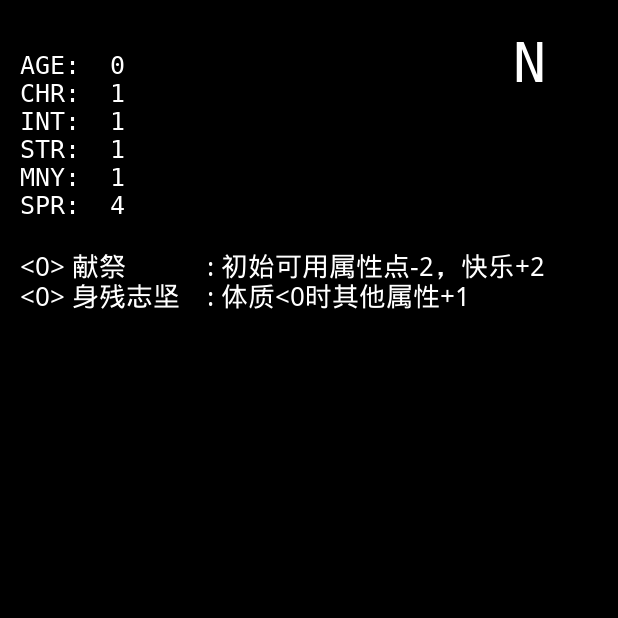 N
AGE: 0
CHR: 1
INT: 1
STR: 1
MNY: 1
SPR: 4
<0> 献祭 : 初始可用属性点-2，快乐+2
<0> 身残志坚 : 体质<0时其他属性+1